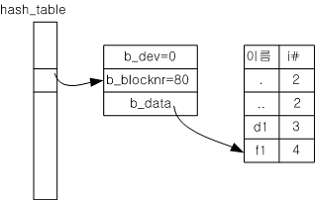 hash_table
b_dev=0
b_blocknr=80
b_data
이름 i#
. 2
.. 2
d1 3
f1 4